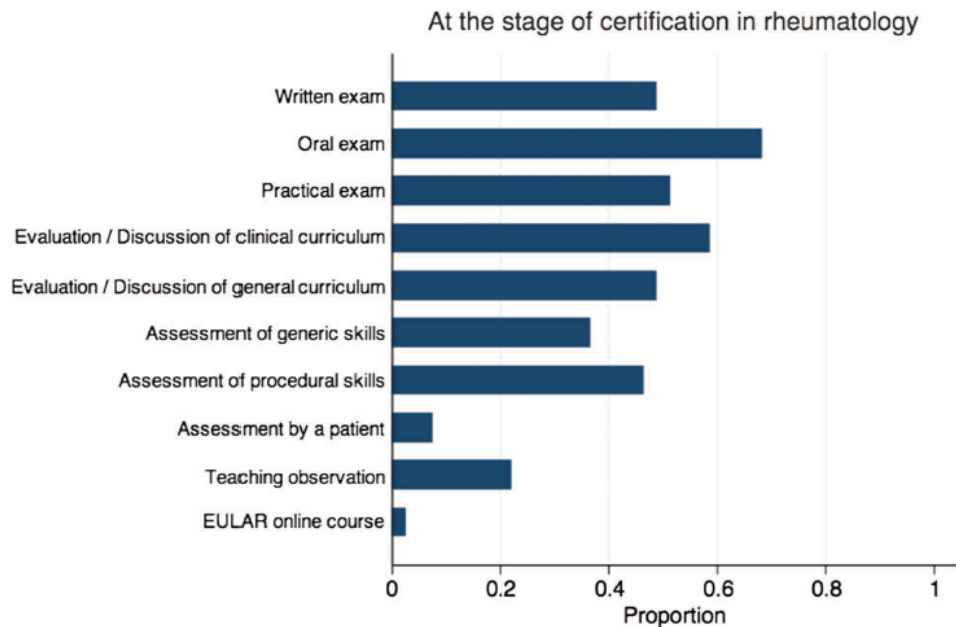 At the stage of certification in rheumatology
Written exam
Oral exam
Practical exam
Evaluation / Discussion of clinical curriculum
Evaluation / Discussion of general curriculum
Assessment of generic skills
Assessment of procedural skills
Assessment by a patient
Teaching observation
EULAR online course
0 0.2 0.4 0.6 0.8 1
Proportion